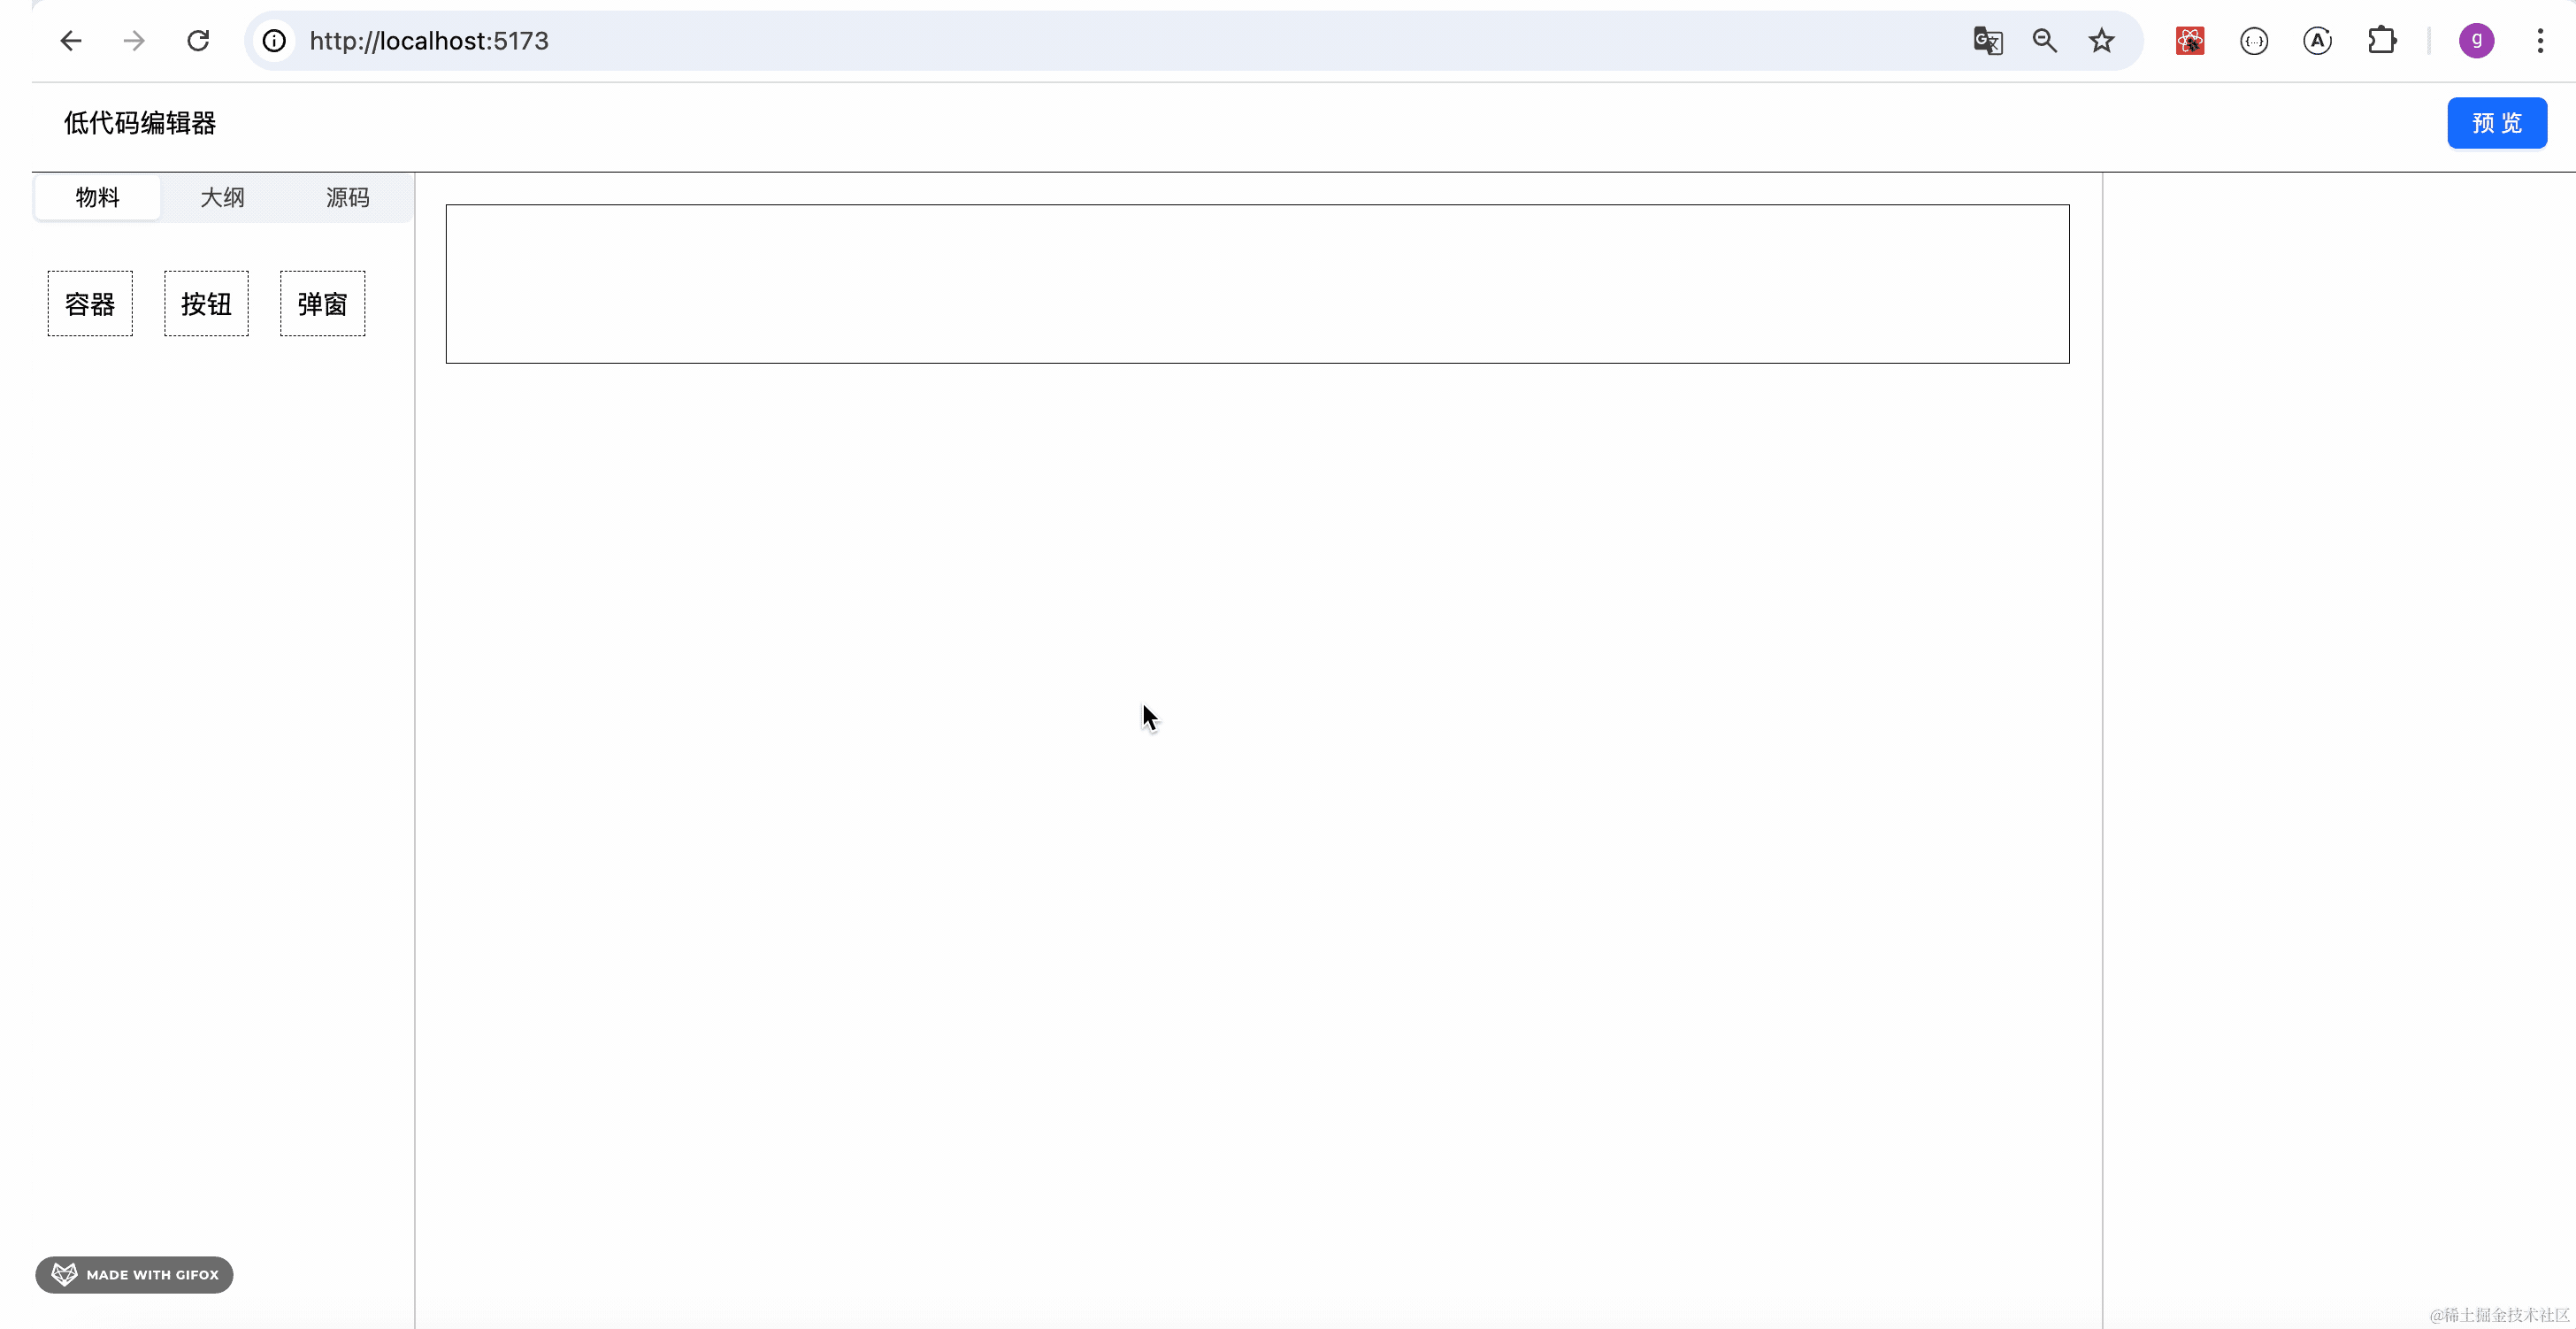 http://localhost:5173
g
低代码编辑器
预 览
物料 大纲 源码
容器 按钮 弹窗
MADE WITH GIFOX
@稀土掘金技术社区